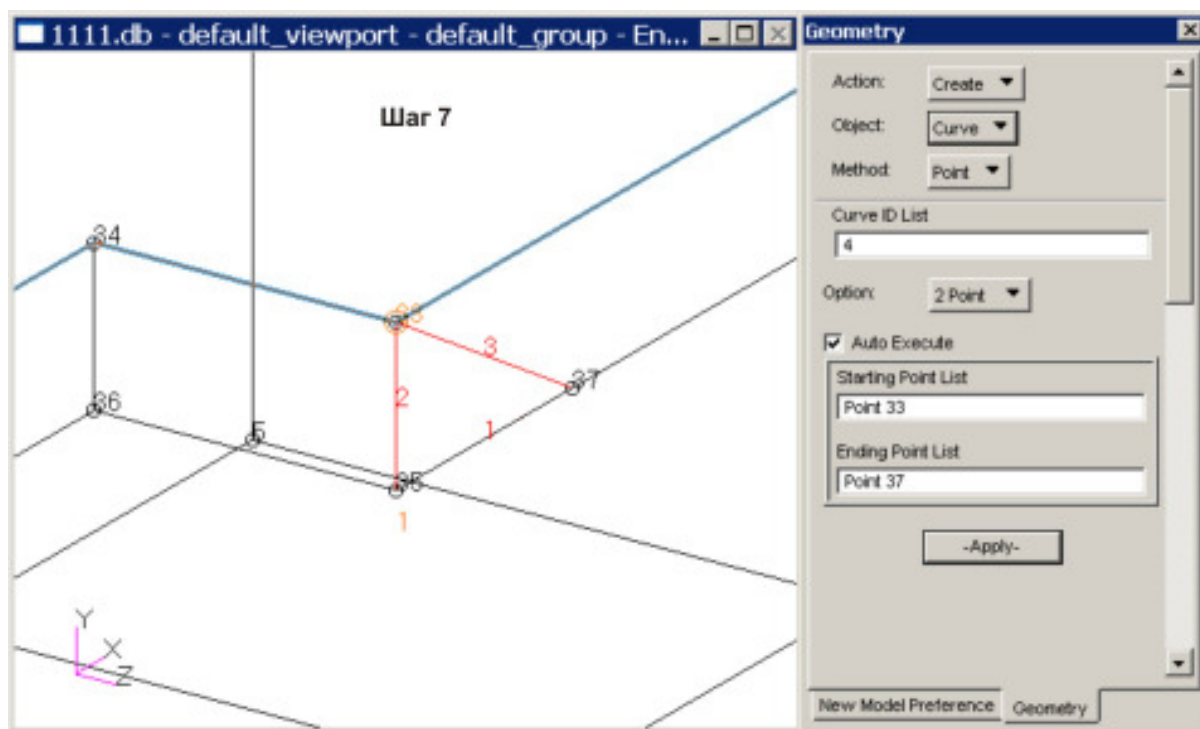 1111.db - default_viewport - default_group - En...
Шаг 7
34
33
3
37
2
36
5
1
35
1
Y
X
Z
Geometry
Action: Create
Object: Curve
Method: Point
Curve ID List
4
Option: 2 Point
Auto Execute
Starting Point List
Point 33
Ending Point List
Point 37
-Apply-
New Model Preference
Geometry